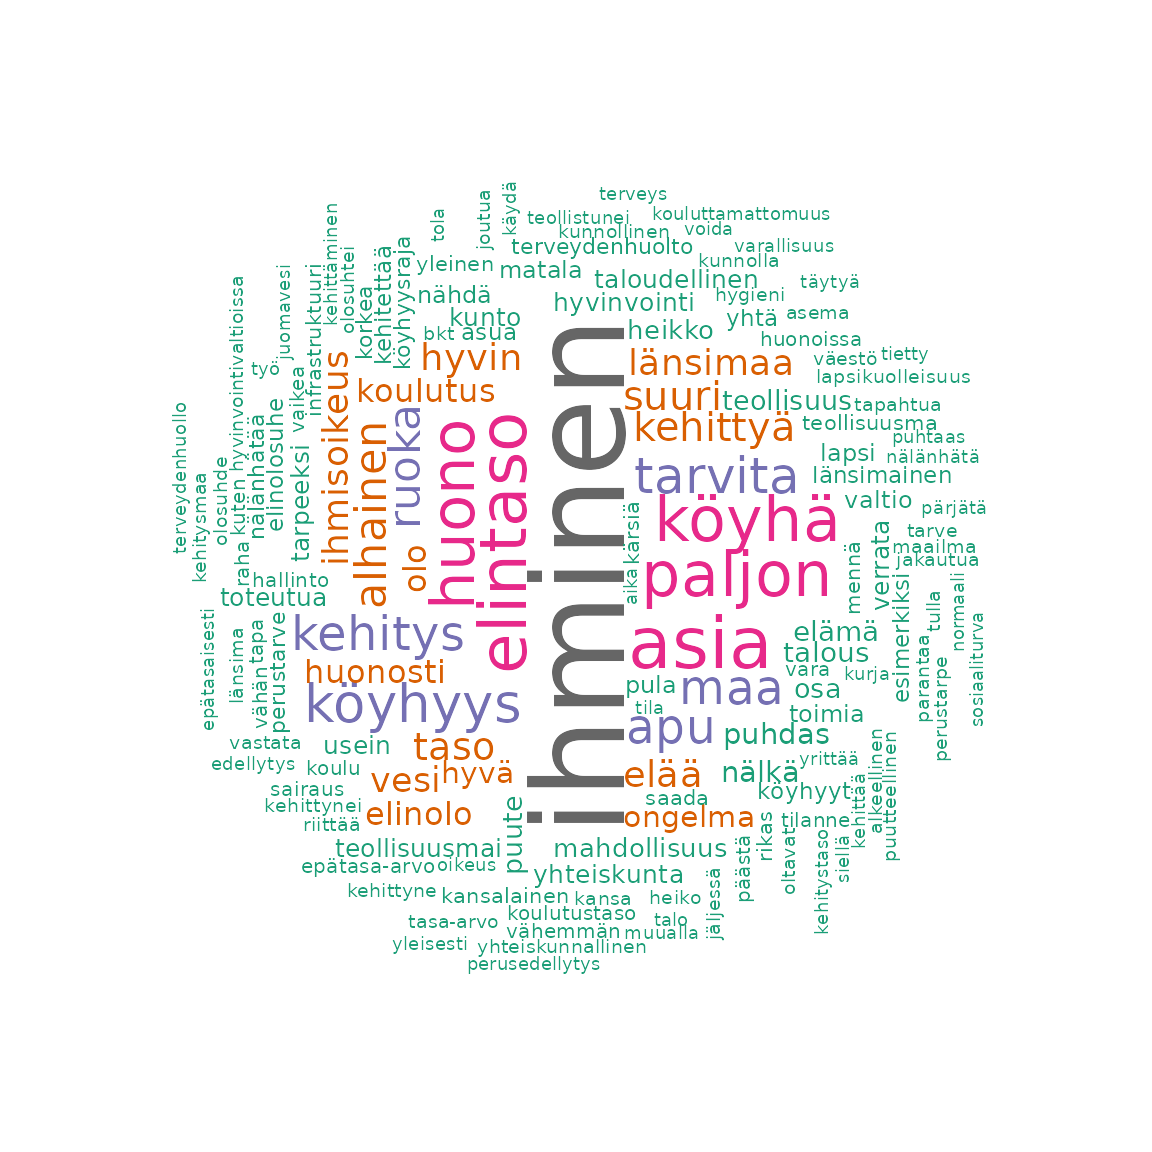 terveys
käydä
kouluttamattomuus
teollistunei
tola
joutua
kunnollinen
voida
terveydenhuolto
varallisuus
kehittäminen
yleinen
matala
kunnolla
taloudellinen
täytyä
olosuhtei
köyhyysraja
kehitettää
korkea
nähdä
hyvinvointi
hygieni
juomavesi
infrastruktuuri
kunto
yhtä
asema
bkt
asua
heikko
huonoissa
hyvinvointivaltioissa
työ
vaikea
hyvin
ihminen
länsimaa
väestö
tietty
lapsikuolleisuus
ihmisoikeus
koulutus
suuri
teollisuus
tapahtua
elinolosuhe
nälänhätää
alhainen
ruoka
kehittyä
teollisuusma
puhtaas
terveydenhuollo
tarpeeksi
huono
elintaso
tarvita
lapsi
nälänhätä
länsimainen
kehitysmaa
olosuhde
kuten
köyhä
valtio
pärjätä
kärsiä
verrata
tarve
maailma
jakautua
raha
hallinto
olo
paljon
aika
mennä
toteutua
esimerkiksi
tulla
normaali
epätasaisesti
länsima
tapa
kehitys
asia
elämä
talous
vähän
perustarve
huonosti
vara
kurja
parantaa
perustarpe
sosiaaliturva
köyhyys
pula
maa
osa
tila
toimia
vastata
usein
taso
apu
puhdas
edellytys
koulu
vesi
hyvä
elää
nälkä
yrittää
sairaus
saada
köyhyyt
kehittää
alkeellinen
puutteellinen
kehittynei
elinolo
puute
ongelma
tilanne
riittää
rikas
teollisuusmai
mahdollisuus
päästä
oltavat
kehitystaso
siellä
epätasa-arvo
oikeus
yhteiskunta
kehittyne
kansalainen
kansa
heiko
jäljessä
koulutustaso
talo
tasa-arvo
vähemmän
muualla
yleisesti
yhteiskunnallinen
perusedellytys